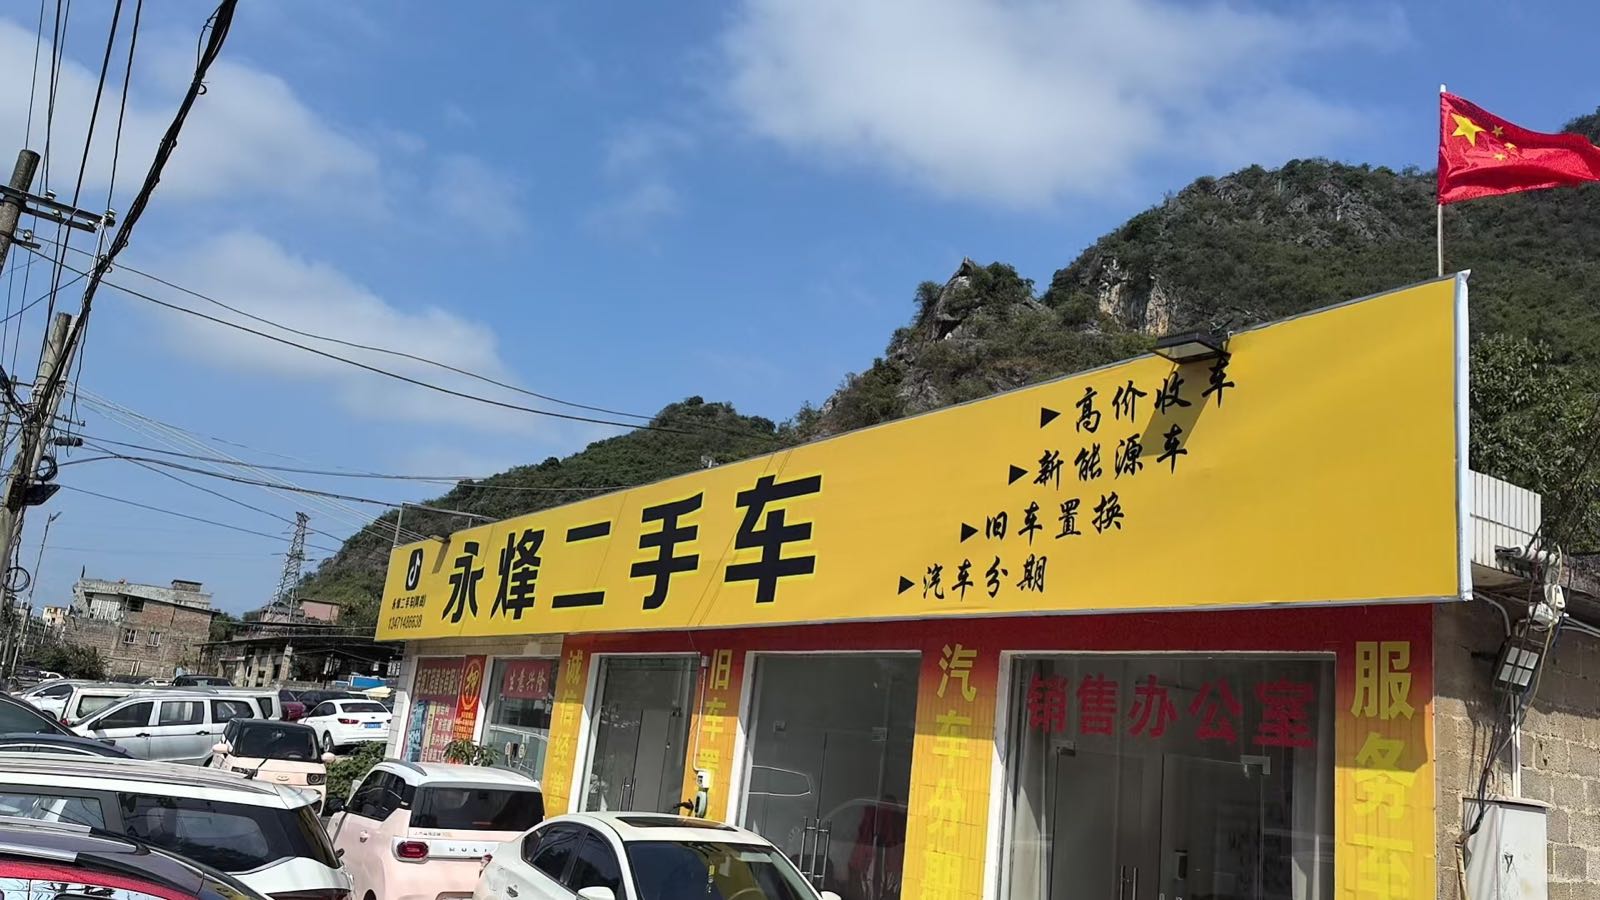 永烽二手车
13471486638
高价收车
新能源车
旧车置换
汽车分期
诚信经营
旧车置
汽车分期
销售办公室
服务